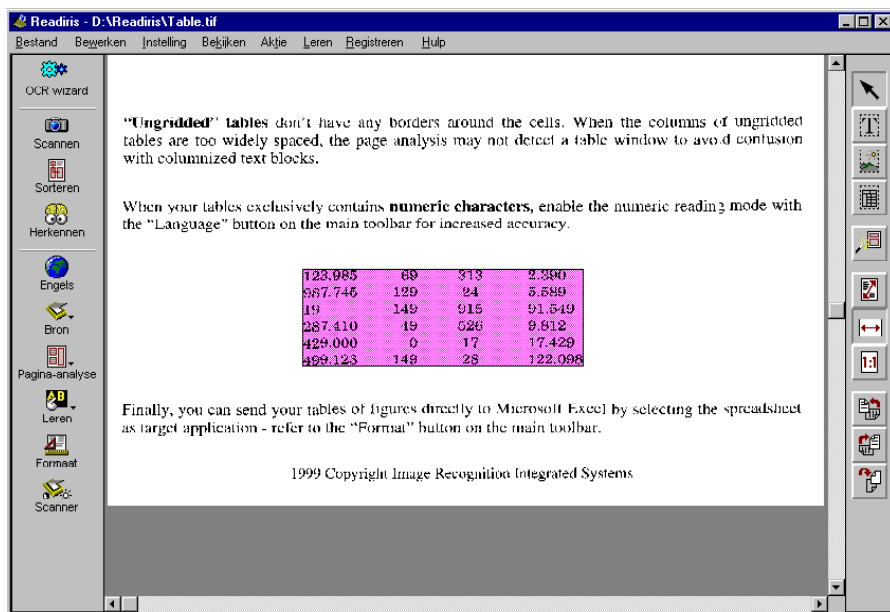 Readiris - D:\Readiris\Table.tif
Bestand Bewerken Instelling Bekijken Aktie Leren Registreren Hulp
OCR wizard
Scannen
Sorteren
Herkennen
Engels
Bron
Pagina-analyse
Leren
Formaat
Scanner
"Ungridded" tables don't have any borders around the cells. When the columns of ungridded
tables are too widely spaced, the page analysis may not detect a table window to avoid confusion
with columnized text blocks.
When your tables exclusively contains numeric characters, enable the numeric reading mode with
the "Language" button on the main toolbar for increased accuracy.
123.985 69 313 2.390
987.745 129 24 5.589
19 149 915 91.549
287.410 49 526 9.812
429.000 0 17 17.429
499.123 149 28 122.098
Finally, you can send your tables of figures directly to Microsoft Excel by selecting the spreadsheet
as target application - refer to the "Format" button on the main toolbar.
1999 Copyright Image Recognition Integrated Systems
1:1